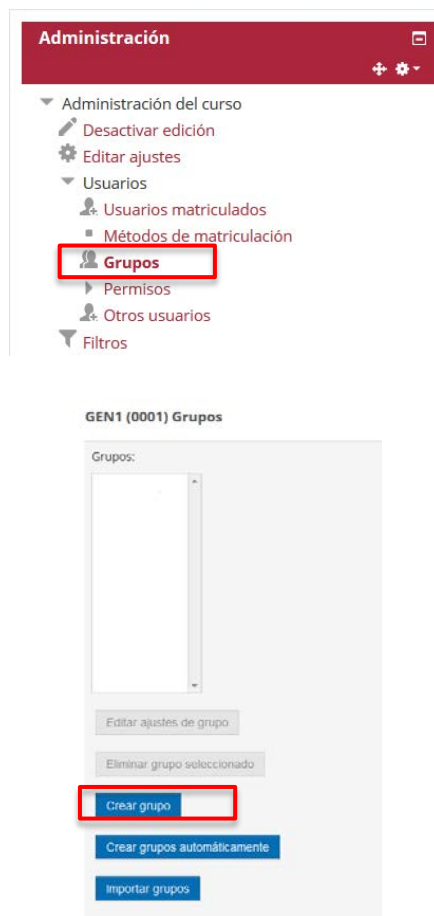 Administración
Administración del curso
Desactivar edición
Editar ajustes
Usuarios
Usuarios matriculados
Métodos de matriculación
Grupos
Permisos
Otros usuarios
Filtros
GEN1 (0001) Grupos
Grupos:
Editar ajustes de grupo
Eliminar grupo seleccionado
Crear grupo
Crear grupos automáticamente
Importar grupos